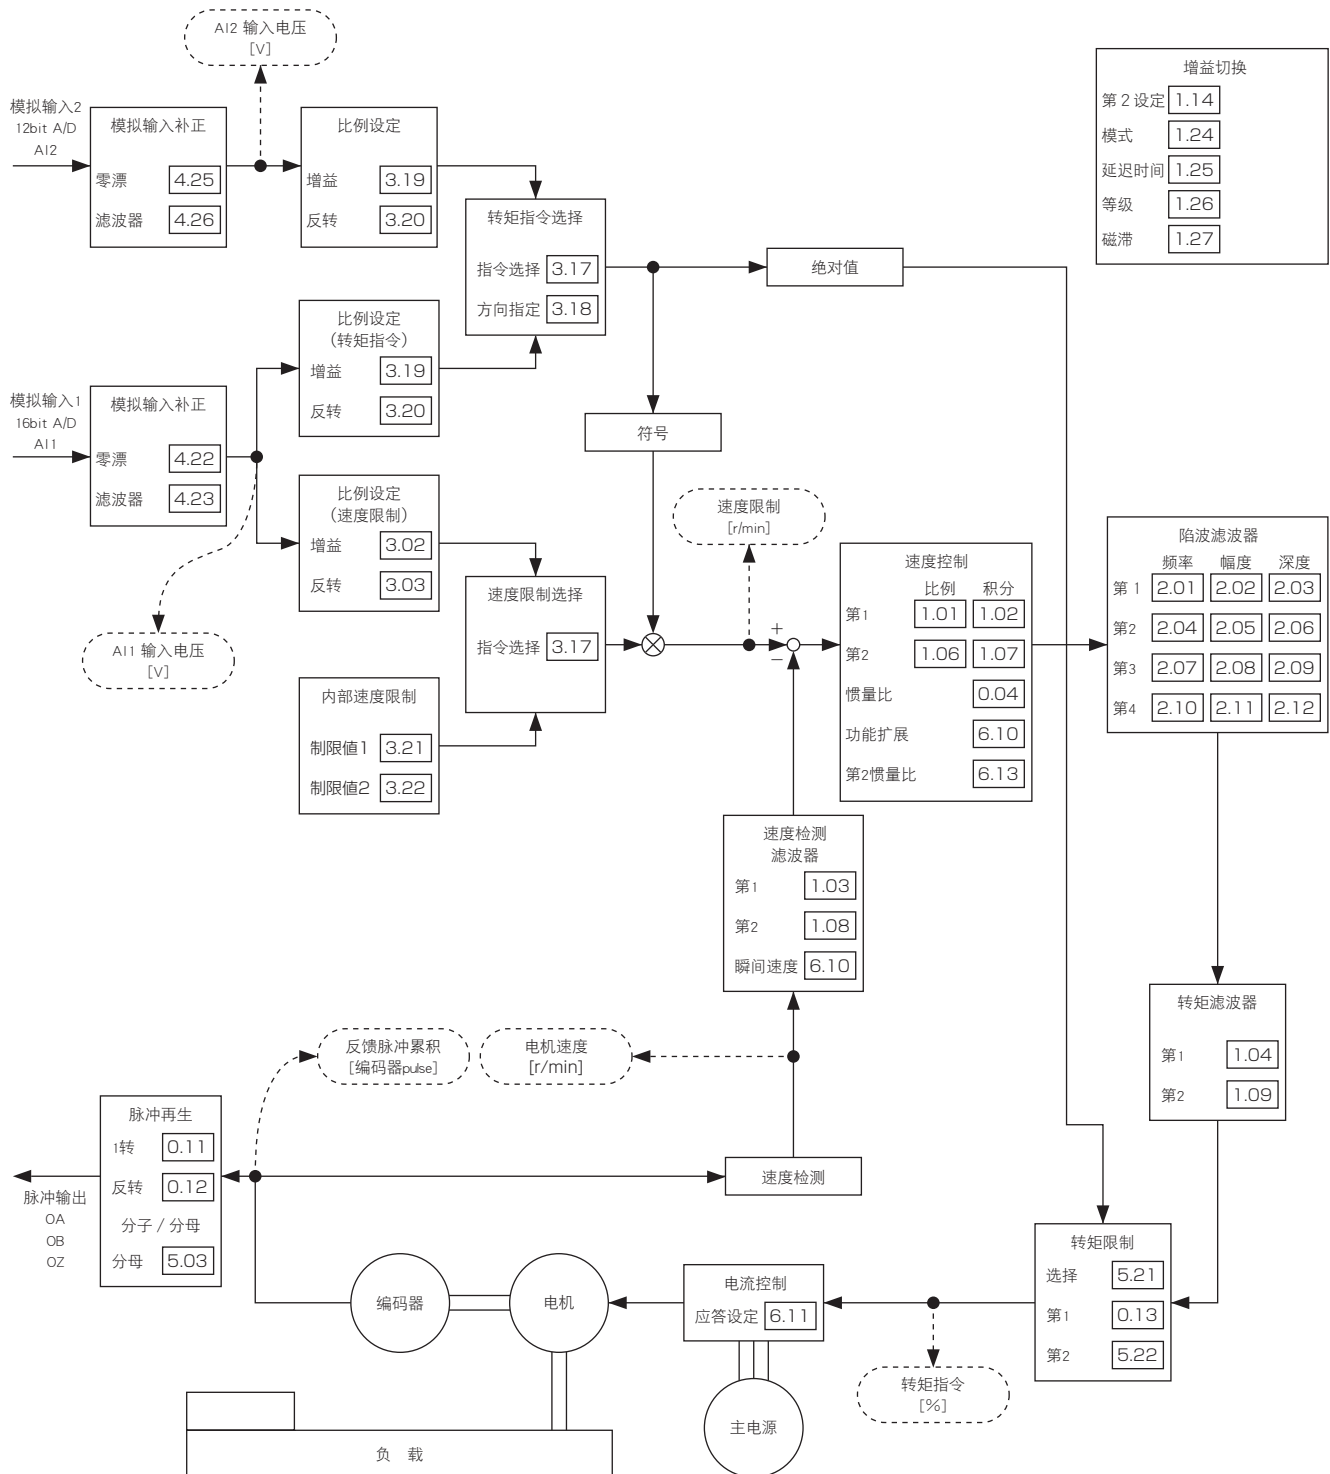 AI2 输入电压
[V]
模拟输入2
12bit A/D
AI2
模拟输入补正
零漂 4.25
滤波器 4.26
比例设定
增益 3.19
反转 3.20
转矩指令选择
指令选择 3.17
方向指定 3.18
绝对值
增益切换
第 2 设定 1.14
模式 1.24
延迟时间 1.25
等级 1.26
磁滞 1.27
比例设定
(转矩指令)
增益 3.19
反转 3.20
模拟输入1
16bit A/D
AI1
模拟输入补正
零漂 4.22
滤波器 4.23
符号
比例设定
(速度限制)
增益 3.02
反转 3.03
AI1 输入电压
[V]
速度限制选择
指令选择 3.17
内部速度限制
制限値1 3.21
制限値2 3.22
速度限制
[r/min]
+
−
速度控制
比例 积分
第1 1.01 1.02
第2 1.06 1.07
惯量比 0.04
功能扩展 6.10
第2惯量比 6.13
陷波滤波器
频率 幅度 深度
第 1 2.01 2.02 2.03
第2 2.04 2.05 2.06
第3 2.07 2.08 2.09
第4 2.10 2.11 2.12
速度检测
滤波器
第1 1.03
第2 1.08
瞬间速度 6.10
转矩滤波器
第1 1.04
第2 1.09
反馈脉冲累积
[编码器pulse]
电机速度
[r/min]
脉冲再生
1转 0.11
反转 0.12
分子 / 分母
分母 5.03
脉冲输出
OA
OB
OZ
速度检测
转矩限制
选择 5.21
第1 0.13
第2 5.22
编码器
电机
电流控制
应答设定 6.11
转矩指令
[%]
主电源
负 载